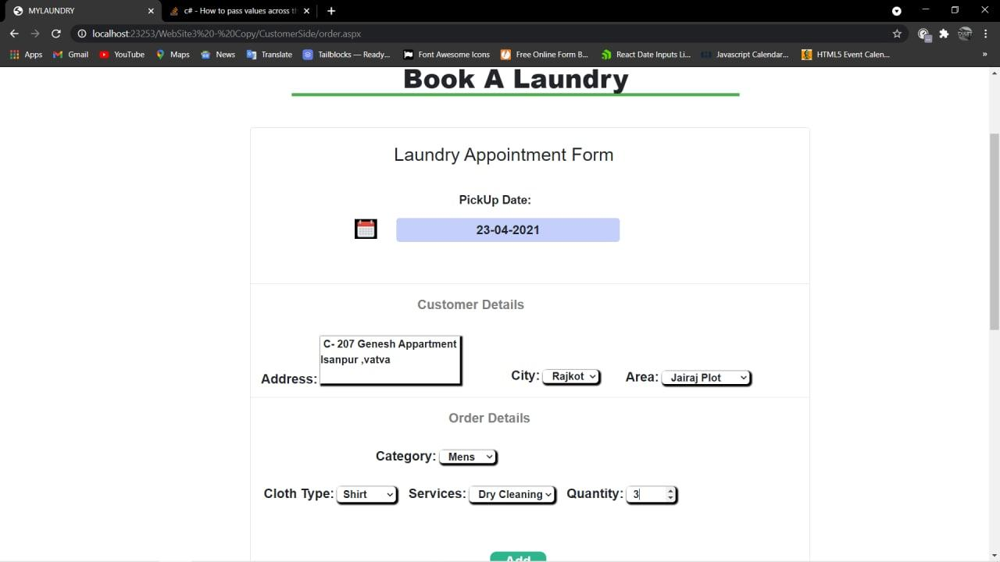 MYLAUNDRY
c# - How to pass values across t
localhost:23253/WebSite3%20-%20Copy/CustomerSide/order.aspx
Apps Gmail YouTube Maps News Translate Tailblocks — Ready... Font Awesome Icons Free Online Form B... React Date Inputs Li... Javascript Calendar... HTML5 Event Calen... »
Book A Laundry
Laundry Appointment Form
PickUp Date:
23-04-2021
Customer Details
C- 207 Genesh Appartment
Isanpur ,vatva
Address:
City: Rajkot Area: Jairaj Plot
Order Details
Category: Mens
Cloth Type: Shirt Services: Dry Cleaning Quantity: 3
Add